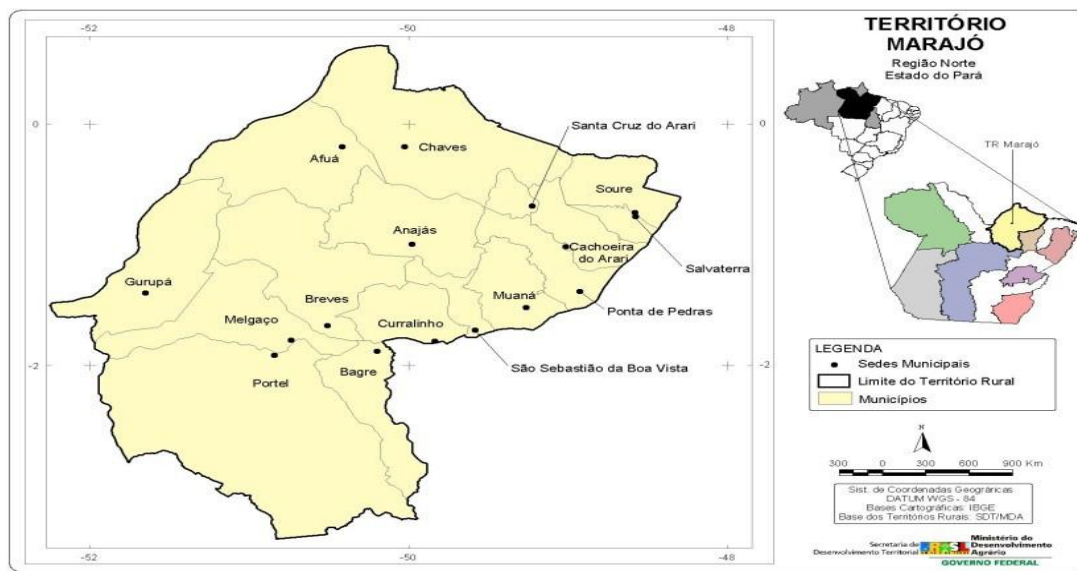 -52
-50
-48
0
0
-2
-2
-52
-50
-48
Santa Cruz do Arari
Afuá
Chaves
Soure
Anajás
Cachoeira
do Arari
Salvaterra
Gurupá
Breves
Muaná
Ponta de Pedras
Melgaço
Curralinho
São Sebastião da Boa Vista
Portel
Bagre
TERRITÓRIO
MARAJÓ
Região Norte
Estado do Pará
TR Marajó
LEGENDA
Sedes Municipais
Limite do Território Rural
Municípios
N
300 0 300 600 900 Km
Sist. de Coordenadas Geográricas
DATUM WGS - 84
Bases Cartográficas: IBGE
Base dos Territórios Rurais: SDT/MDA
Secretaria de
Desenvolvimento Territorial
BRASIL
Ministério do
Desenvolvimento
Agrário
GOVERNO FEDERAL